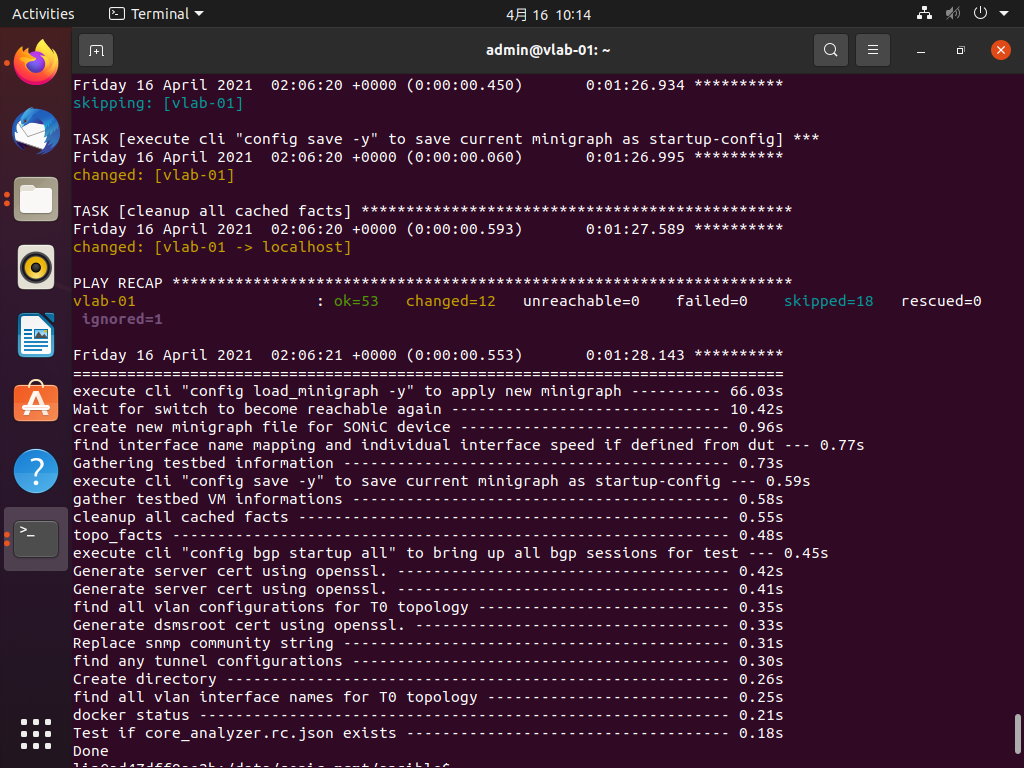 Activities
Terminal
4月 16 10:14
admin@vlab-01: ~
Friday 16 April 2021  02:06:20 +0000 (0:00:00.450)       0:01:26.934 **********
skipping: [vlab-01]
TASK [execute cli "config save -y" to save current minigraph as startup-config] ***
Friday 16 April 2021  02:06:20 +0000 (0:00:00.060)       0:01:26.995 **********
changed: [vlab-01]
TASK [cleanup all cached facts] ************************************************
Friday 16 April 2021  02:06:20 +0000 (0:00:00.593)       0:01:27.589 **********
changed: [vlab-01 -> localhost]
PLAY RECAP *********************************************************************
vlab-01                    : ok=53   changed=12   unreachable=0    failed=0    skipped=18   rescued=0
ignored=1
Friday 16 April 2021  02:06:21 +0000 (0:00:00.553)       0:01:28.143 **********
===============================================================================
execute cli "config load_minigraph -y" to apply new minigraph ---------- 66.03s
Wait for switch to become reachable again ------------------------------ 10.42s
create new minigraph file for SONiC device ------------------------------ 0.96s
find interface name mapping and individual interface speed if defined from dut --- 0.77s
Gathering testbed information ------------------------------------------- 0.73s
execute cli "config save -y" to save current minigraph as startup-config --- 0.59s
gather testbed VM informations ------------------------------------------ 0.58s
cleanup all cached facts ------------------------------------------------ 0.55s
topo_facts -------------------------------------------------------------- 0.48s
execute cli "config bgp startup all" to bring up all bgp sessions for test --- 0.45s
Generate server cert using openssl. ------------------------------------- 0.42s
Generate server cert using openssl. ------------------------------------- 0.41s
find all vlan configurations for T0 topology ---------------------------- 0.35s
Generate dsmsroot cert using openssl. ----------------------------------- 0.33s
Replace snmp community string ------------------------------------------- 0.31s
find any tunnel configurations ------------------------------------------ 0.30s
Create directory -------------------------------------------------------- 0.26s
find all vlan interface names for T0 topology --------------------------- 0.25s
docker status ----------------------------------------------------------- 0.21s
Test if core_analyzer.rc.json exists ------------------------------------ 0.18s
Done